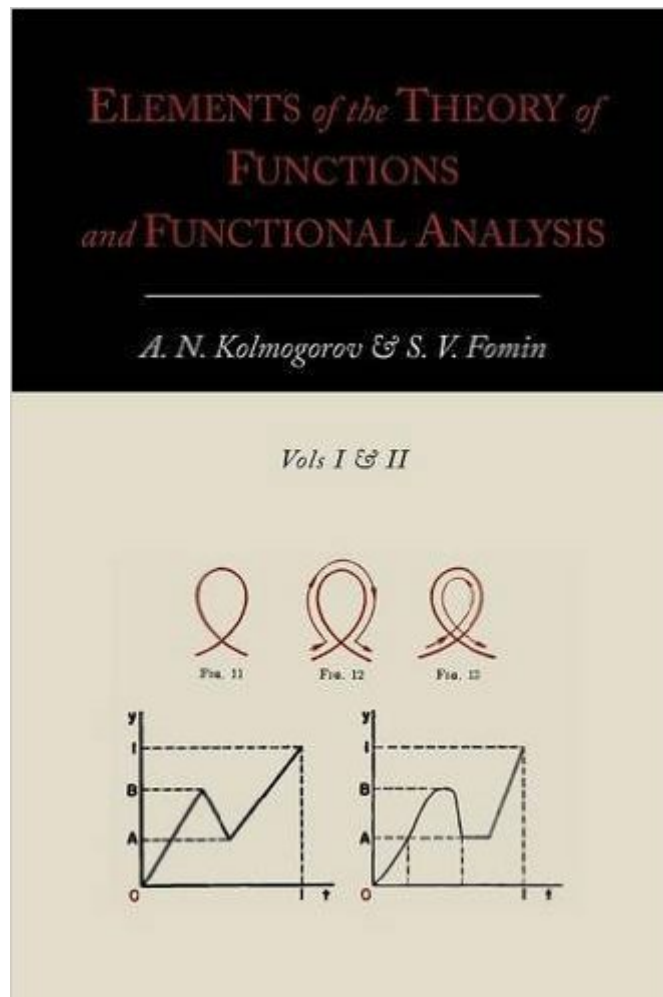 ELEMENTS of the THEORY of
FUNCTIONS
and FUNCTIONAL ANALYSIS
A. N. Kolmogorov & S. V. Fomin
Vols I & II
FIG. 11 FIG. 12 FIG. 13
y y
1 1
B B
A A
O 1 t O 1 t